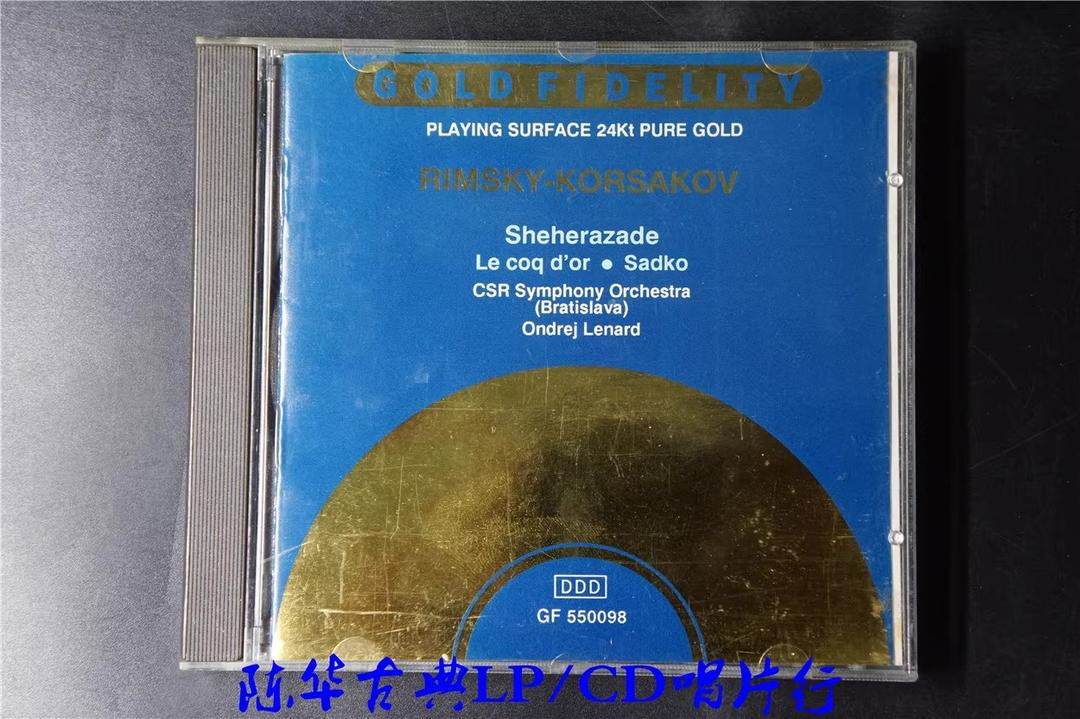 GOLD FIDELITY
PLAYING SURFACE 24Kt PURE GOLD
RIMSKY-KORSAKOV
Sheherazade
Le coq d'or • Sadko
CSR Symphony Orchestra
(Bratislava)
Ondrej Lenard
DDD
GF 550098
陈华古典LP/CD唱片行